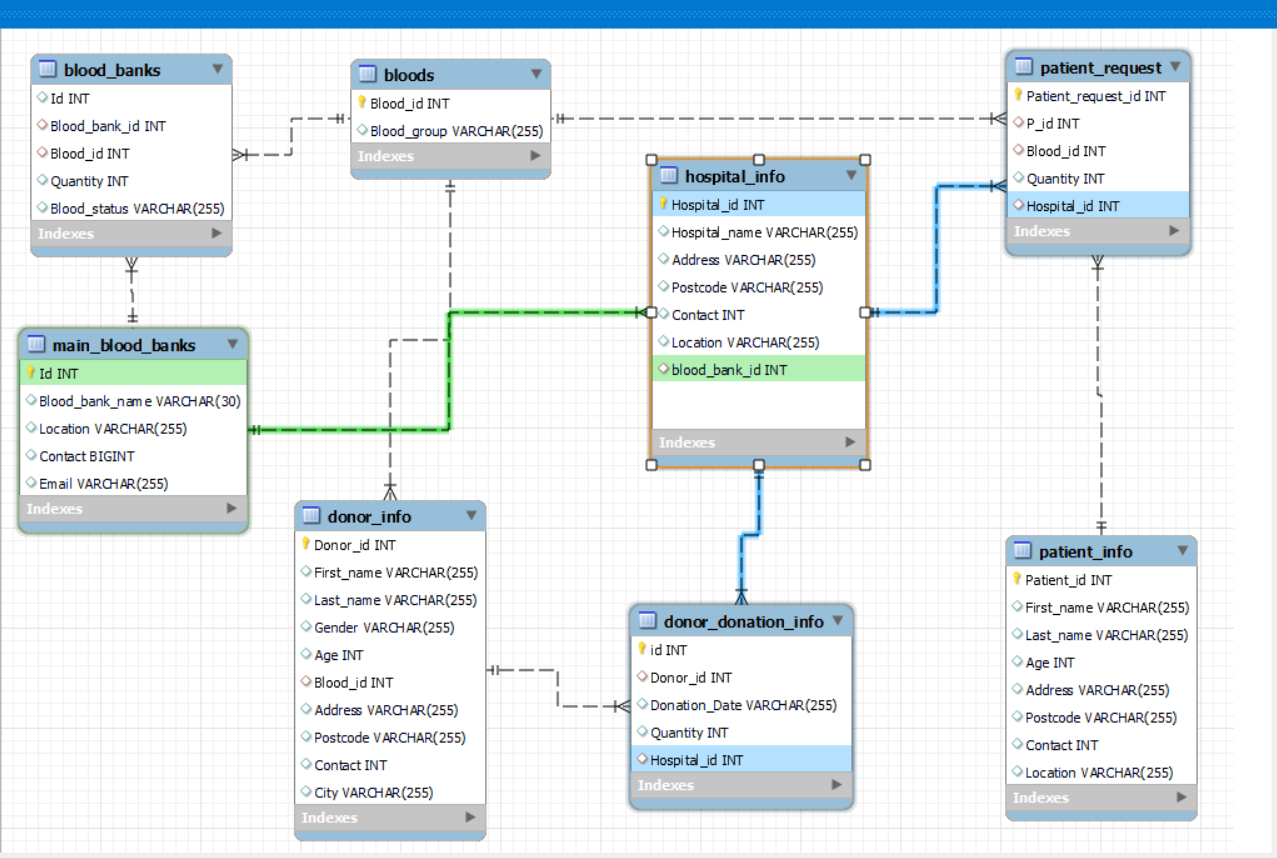 blood_banks
Id INT
Blood_bank_id INT
Blood_id INT
Quantity INT
Blood_status VARCHAR(255)
Indexes
bloods
Blood_id INT
Blood_group VARCHAR(255)
Indexes
patient_request
Patient_request_id INT
P_id INT
Blood_id INT
Quantity INT
Hospital_id INT
Indexes
hospital_info
Hospital_id INT
Hospital_name VARCHAR(255)
Address VARCHAR(255)
Postcode VARCHAR(255)
Contact INT
Location VARCHAR(255)
blood_bank_id INT
Indexes
main_blood_banks
Id INT
Blood_bank_name VARCHAR(30)
Location VARCHAR(255)
Contact BIGINT
Email VARCHAR(255)
Indexes
donor_info
Donor_id INT
First_name VARCHAR(255)
Last_name VARCHAR(255)
Gender VARCHAR(255)
Age INT
Blood_id INT
Address VARCHAR(255)
Postcode VARCHAR(255)
Contact INT
City VARCHAR(255)
Indexes
donor_donation_info
id INT
Donor_id INT
Donation_Date VARCHAR(255)
Quantity INT
Hospital_id INT
Indexes
patient_info
Patient_id INT
First_name VARCHAR(255)
Last_name VARCHAR(255)
Age INT
Address VARCHAR(255)
Postcode VARCHAR(255)
Contact INT
Location VARCHAR(255)
Indexes